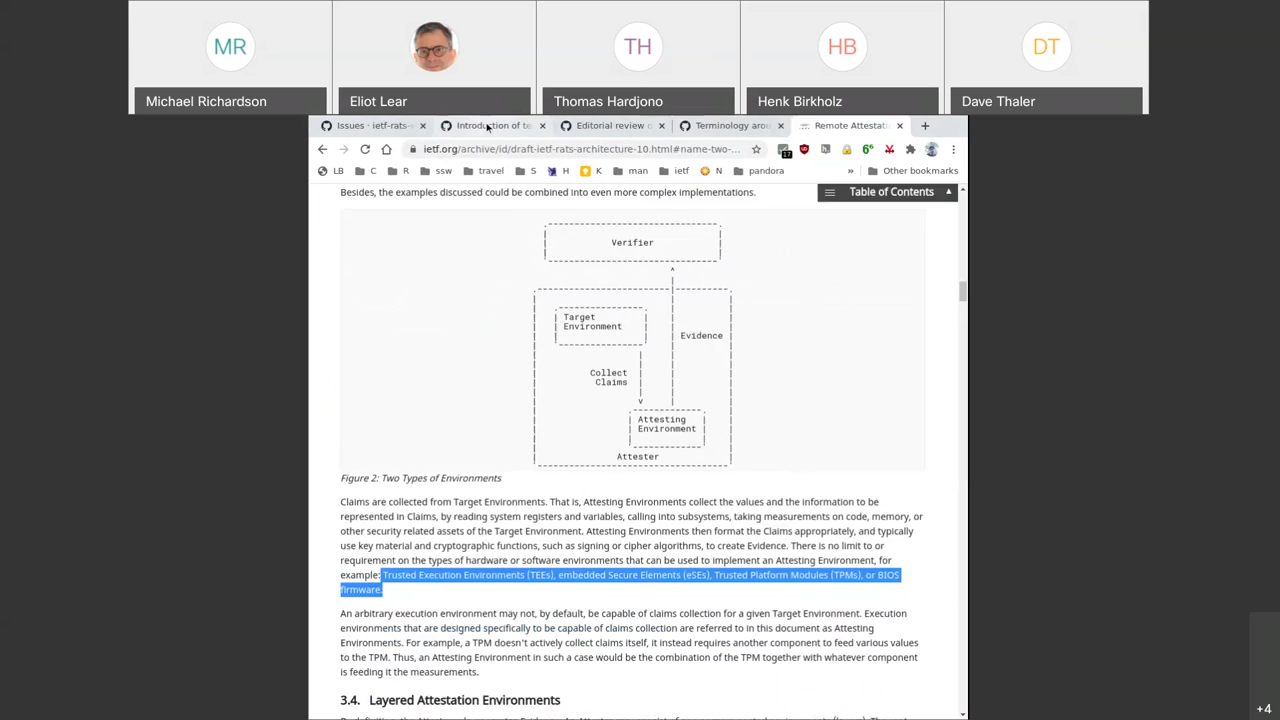 MR
TH
HB
DT
Michael Richardson
Eliot Lear
Thomas Hardjono
Henk Birkholz
Dave Thaler
Issues · ietf-rats-
Introduction of te
Editorial review o
Terminology arou
Remote Attestati
ietf.org/archive/id/draft-ietf-rats-architecture-10.html#name-two-...
17
6⁶
LB
C
R
ssw
travel
S
H
K
man
ietf
N
pandora
»
Other bookmarks
Besides, the examples discussed could be combined into even more complex implementations.
Table of Contents
Verifier
Target
Environment
Evidence
Collect
Claims
Attesting
Environment
Attester
Figure 2: Two Types of Environments
Claims are collected from Target Environments. That is, Attesting Environments collect the values and the information to be
represented in Claims, by reading system registers and variables, calling into subsystems, taking measurements on code, memory, or
other security related assets of the Target Environment. Attesting Environments then format the Claims appropriately, and typically
use key material and cryptographic functions, such as signing or cipher algorithms, to create Evidence. There is no limit to or
requirement on the types of hardware or software environments that can be used to implement an Attesting Environment, for
example: Trusted Execution Environments (TEEs), embedded Secure Elements (eSEs), Trusted Platform Modules (TPMs), or BIOS
firmware.
An arbitrary execution environment may not, by default, be capable of claims collection for a given Target Environment. Execution
environments that are designed specifically to be capable of claims collection are referred to in this document as Attesting
Environments. For example, a TPM doesn't actively collect claims itself, it instead requires another component to feed various values
to the TPM. Thus, an Attesting Environment in such a case would be the combination of the TPM together with whatever component
is feeding it the measurements.
3.4. Layered Attestation Environments
+4